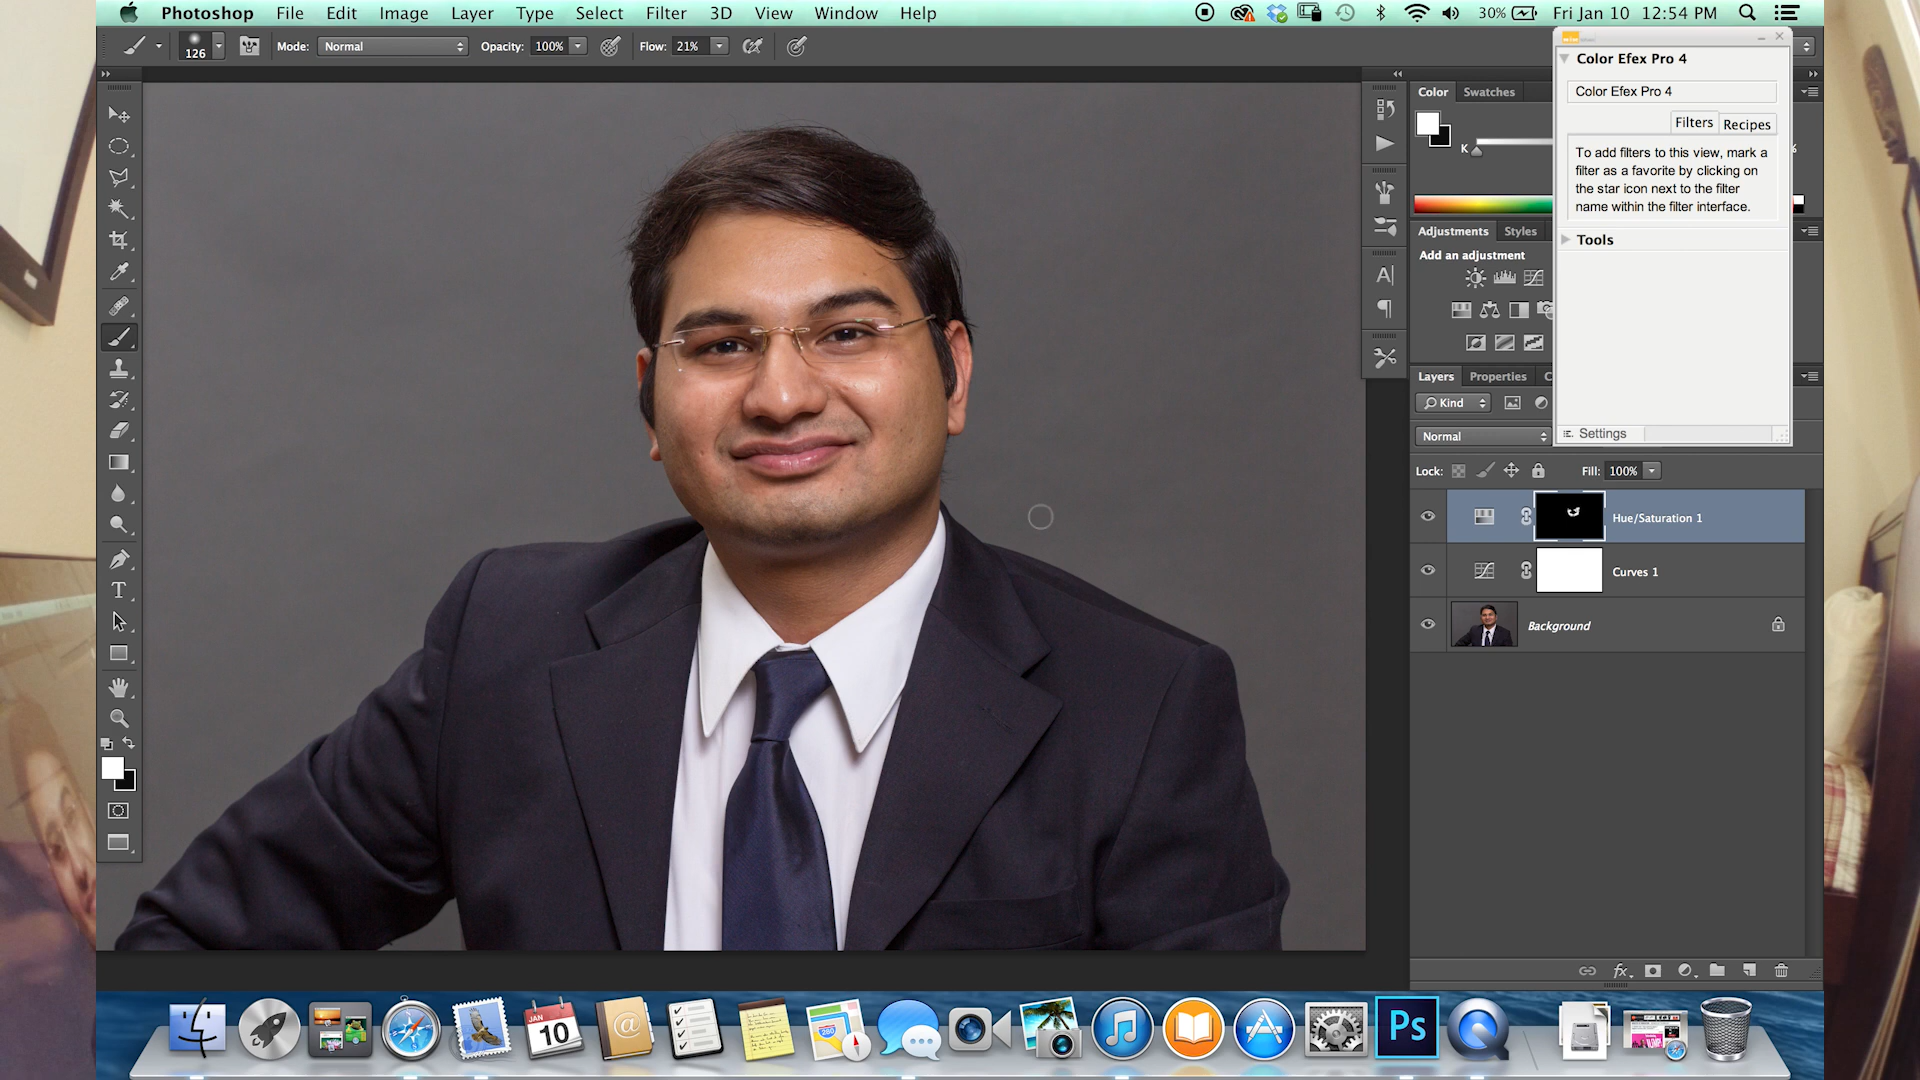 Photoshop File Edit Image Layer Type Select Filter 3D View Window Help 30% Fri Jan 10 12:54 PM
126 Mode: Normal Opacity: 100% Flow: 21%
Color Efex Pro 4
Color Swatches
Color Efex Pro 4
Filters Recipes
K %
To add filters to this view, mark a
filter as a favorite by clicking on
the star icon next to the filter
name within the filter interface.
Adjustments Styles
Tools
Add an adjustment
Layers Properties C
Kind
Normal
Settings
Lock: Fill: 100%
Hue/Saturation 1
Curves 1
Background
fx
JAN
10
@
280
Ps